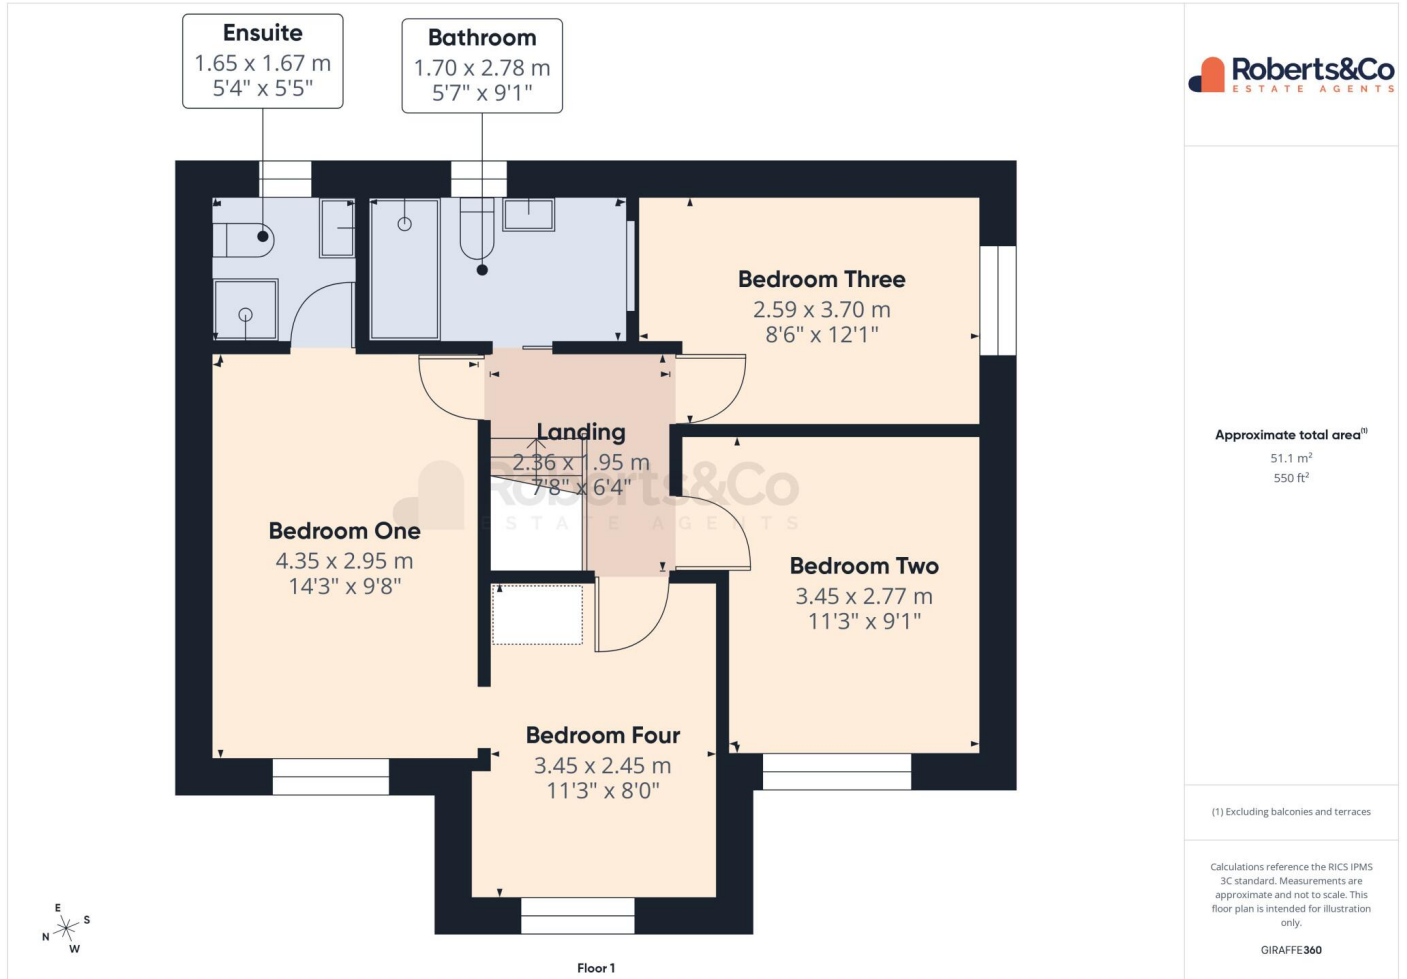 Ensuite
1.65 x 1.67 m
5'4" x 5'5"
Bathroom
1.70 x 2.78 m
5'7" x 9'1"
Roberts&Co
ESTATE AGENTS
Bedroom Three
2.59 x 3.70 m
8'6" x 12'1"
Landing
2.36 x 1.95 m
7'8" x 6'4"
Roberts&Co
ESTATE AGENTS
Bedroom One
4.35 x 2.95 m
14'3" x 9'8"
Bedroom Two
3.45 x 2.77 m
11'3" x 9'1"
Bedroom Four
3.45 x 2.45 m
11'3" x 8'0"
Approximate total area(1)
51.1 m²
550 ft²
(1) Excluding balconies and terraces
Calculations reference the RICS IPMS
3C standard. Measurements are
approximate and not to scale. This
floor plan is intended for illustration
only.
GIRAFFE360
E
S
N
W
Floor 1